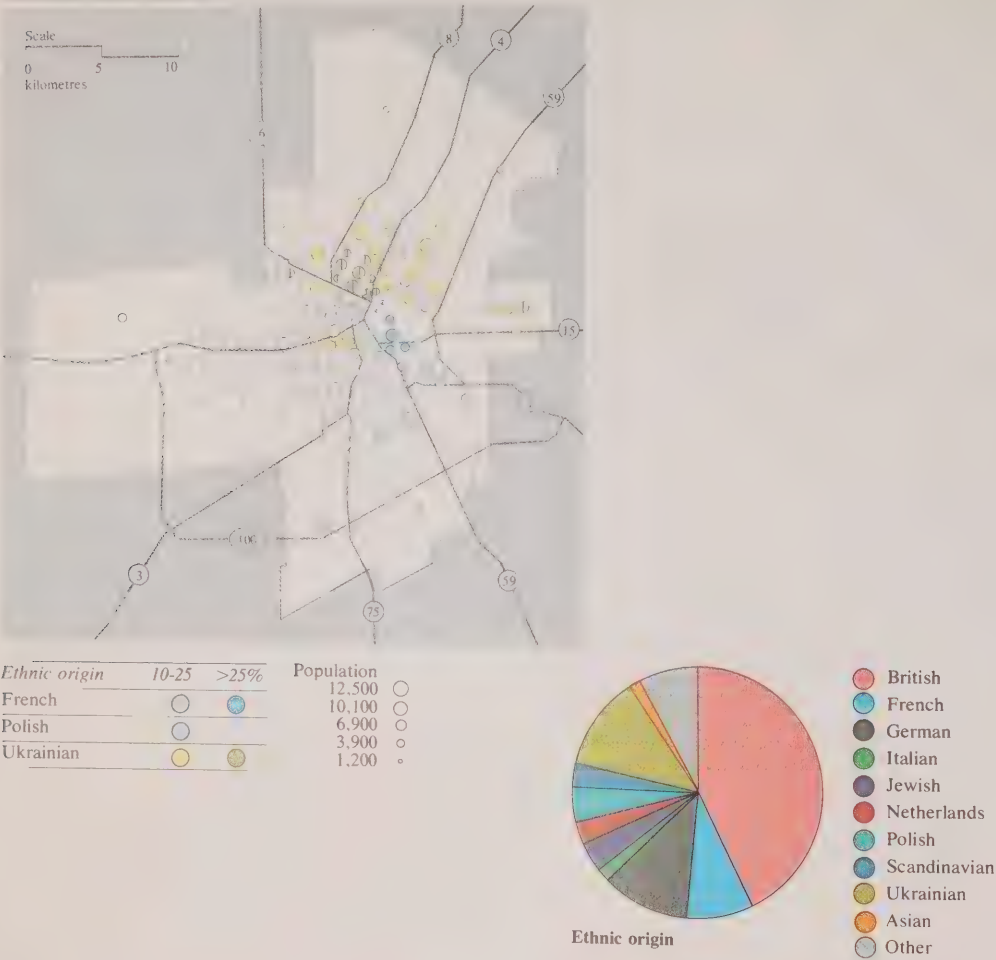 Scale
0 5 10
kilometres
8
4
59
6
1
15
3
59
75
Ethnic origin 10-25 >25%
French
Polish
Ukrainian
Population
12,500
10,100
6,900
3,900
1,200
British
French
German
Italian
Jewish
Netherlands
Polish
Scandinavian
Ukrainian
Asian
Other
Ethnic origin